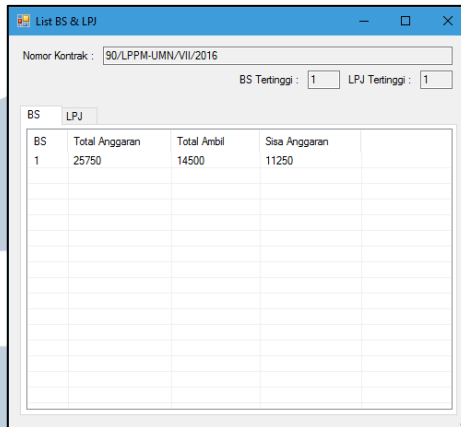 List BS & LPJ
Nomor Kontrak : 90/LPPM-UMN/VII/2016
BS Tertinggi : 1 LPJ Tertinggi : 1
BS LPJ
BS Total Anggaran Total Ambil Sisa Anggaran
1 25750 14500 11250